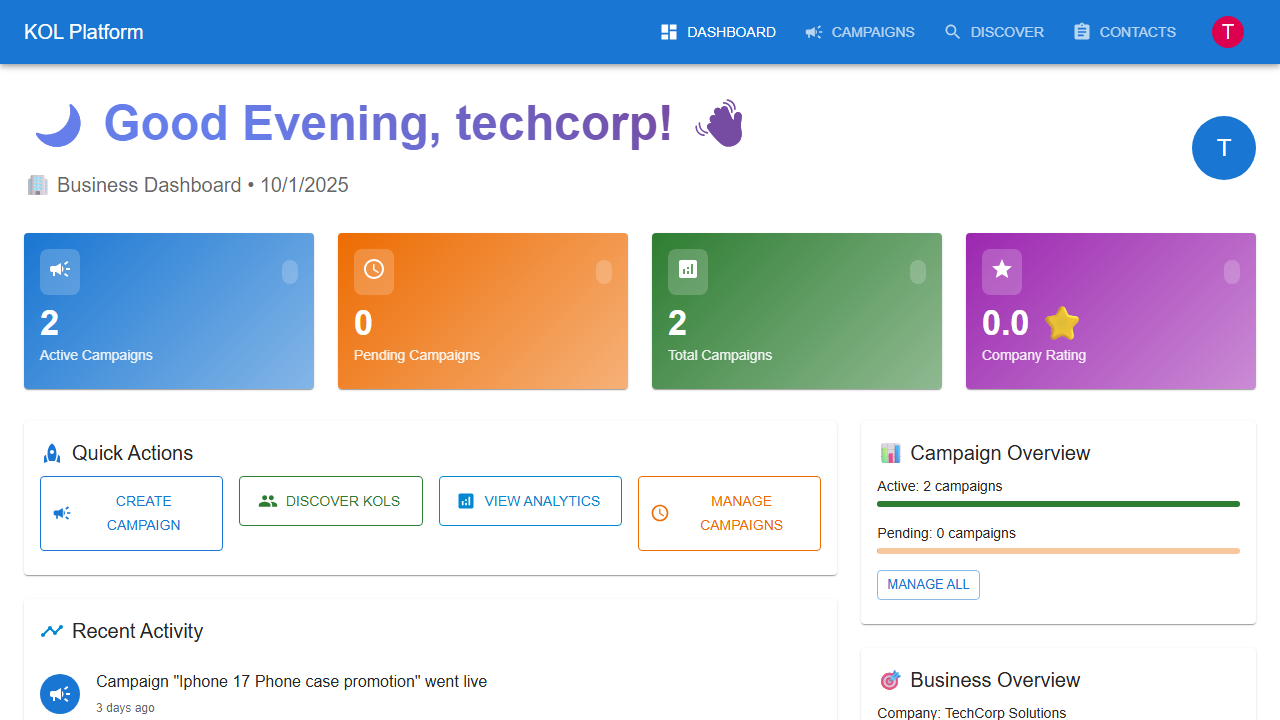 KOL Platform
DASHBOARD
CAMPAIGNS
DISCOVER
CONTACTS
T
Good Evening, techcorp!
T
Business Dashboard • 10/1/2025
2
Active Campaigns
0
Pending Campaigns
2
Total Campaigns
0.0
Company Rating
Quick Actions
CREATE
CAMPAIGN
DISCOVER KOLS
VIEW ANALYTICS
MANAGE
CAMPAIGNS
Campaign Overview
Active: 2 campaigns
Pending: 0 campaigns
MANAGE ALL
Recent Activity
Campaign "Iphone 17 Phone case promotion" went live
3 days ago
Business Overview
Company: TechCorp Solutions